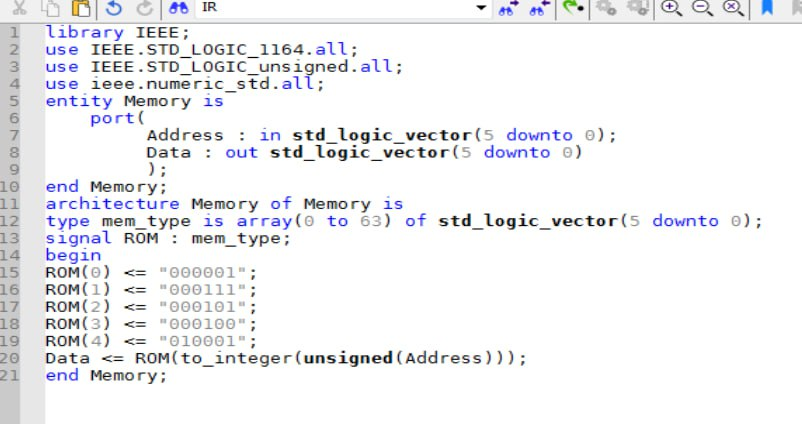 IR
1 library IEEE;
2 use IEEE.STD_LOGIC_1164.all;
3 use IEEE.STD_LOGIC_unsigned.all;
4 use ieee.numeric_std.all;
5 entity Memory is
6 port(
7 Address : in std_logic_vector(5 downto 0);
8 Data : out std_logic_vector(5 downto 0)
9 );
10 end Memory;
11 architecture Memory of Memory is
12 type mem_type is array(0 to 63) of std_logic_vector(5 downto 0);
13 signal ROM : mem_type;
14 begin
15 ROM(0) <= "000001";
16 ROM(1) <= "000111";
17 ROM(2) <= "000101";
18 ROM(3) <= "000100";
19 ROM(4) <= "010001";
20 Data <= ROM(to_integer(unsigned(Address)));
21 end Memory;